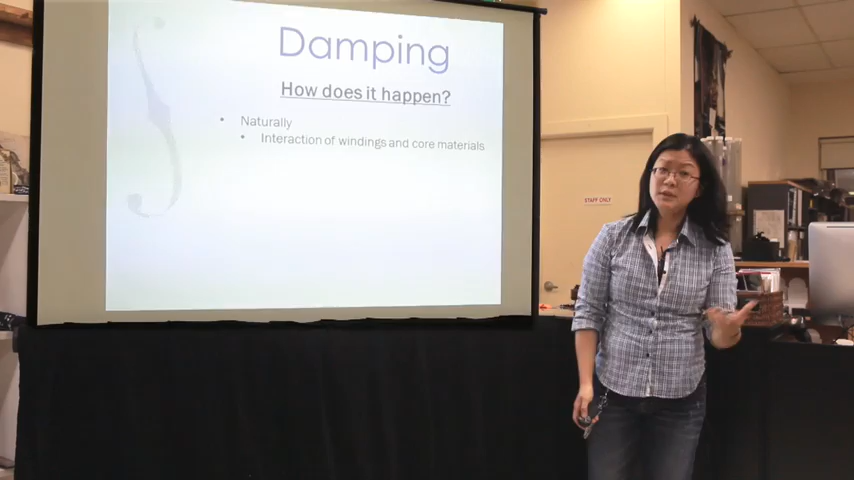 Damping
How does it happen?
• Naturally
• Interaction of windings and core materials
STAFF ONLY